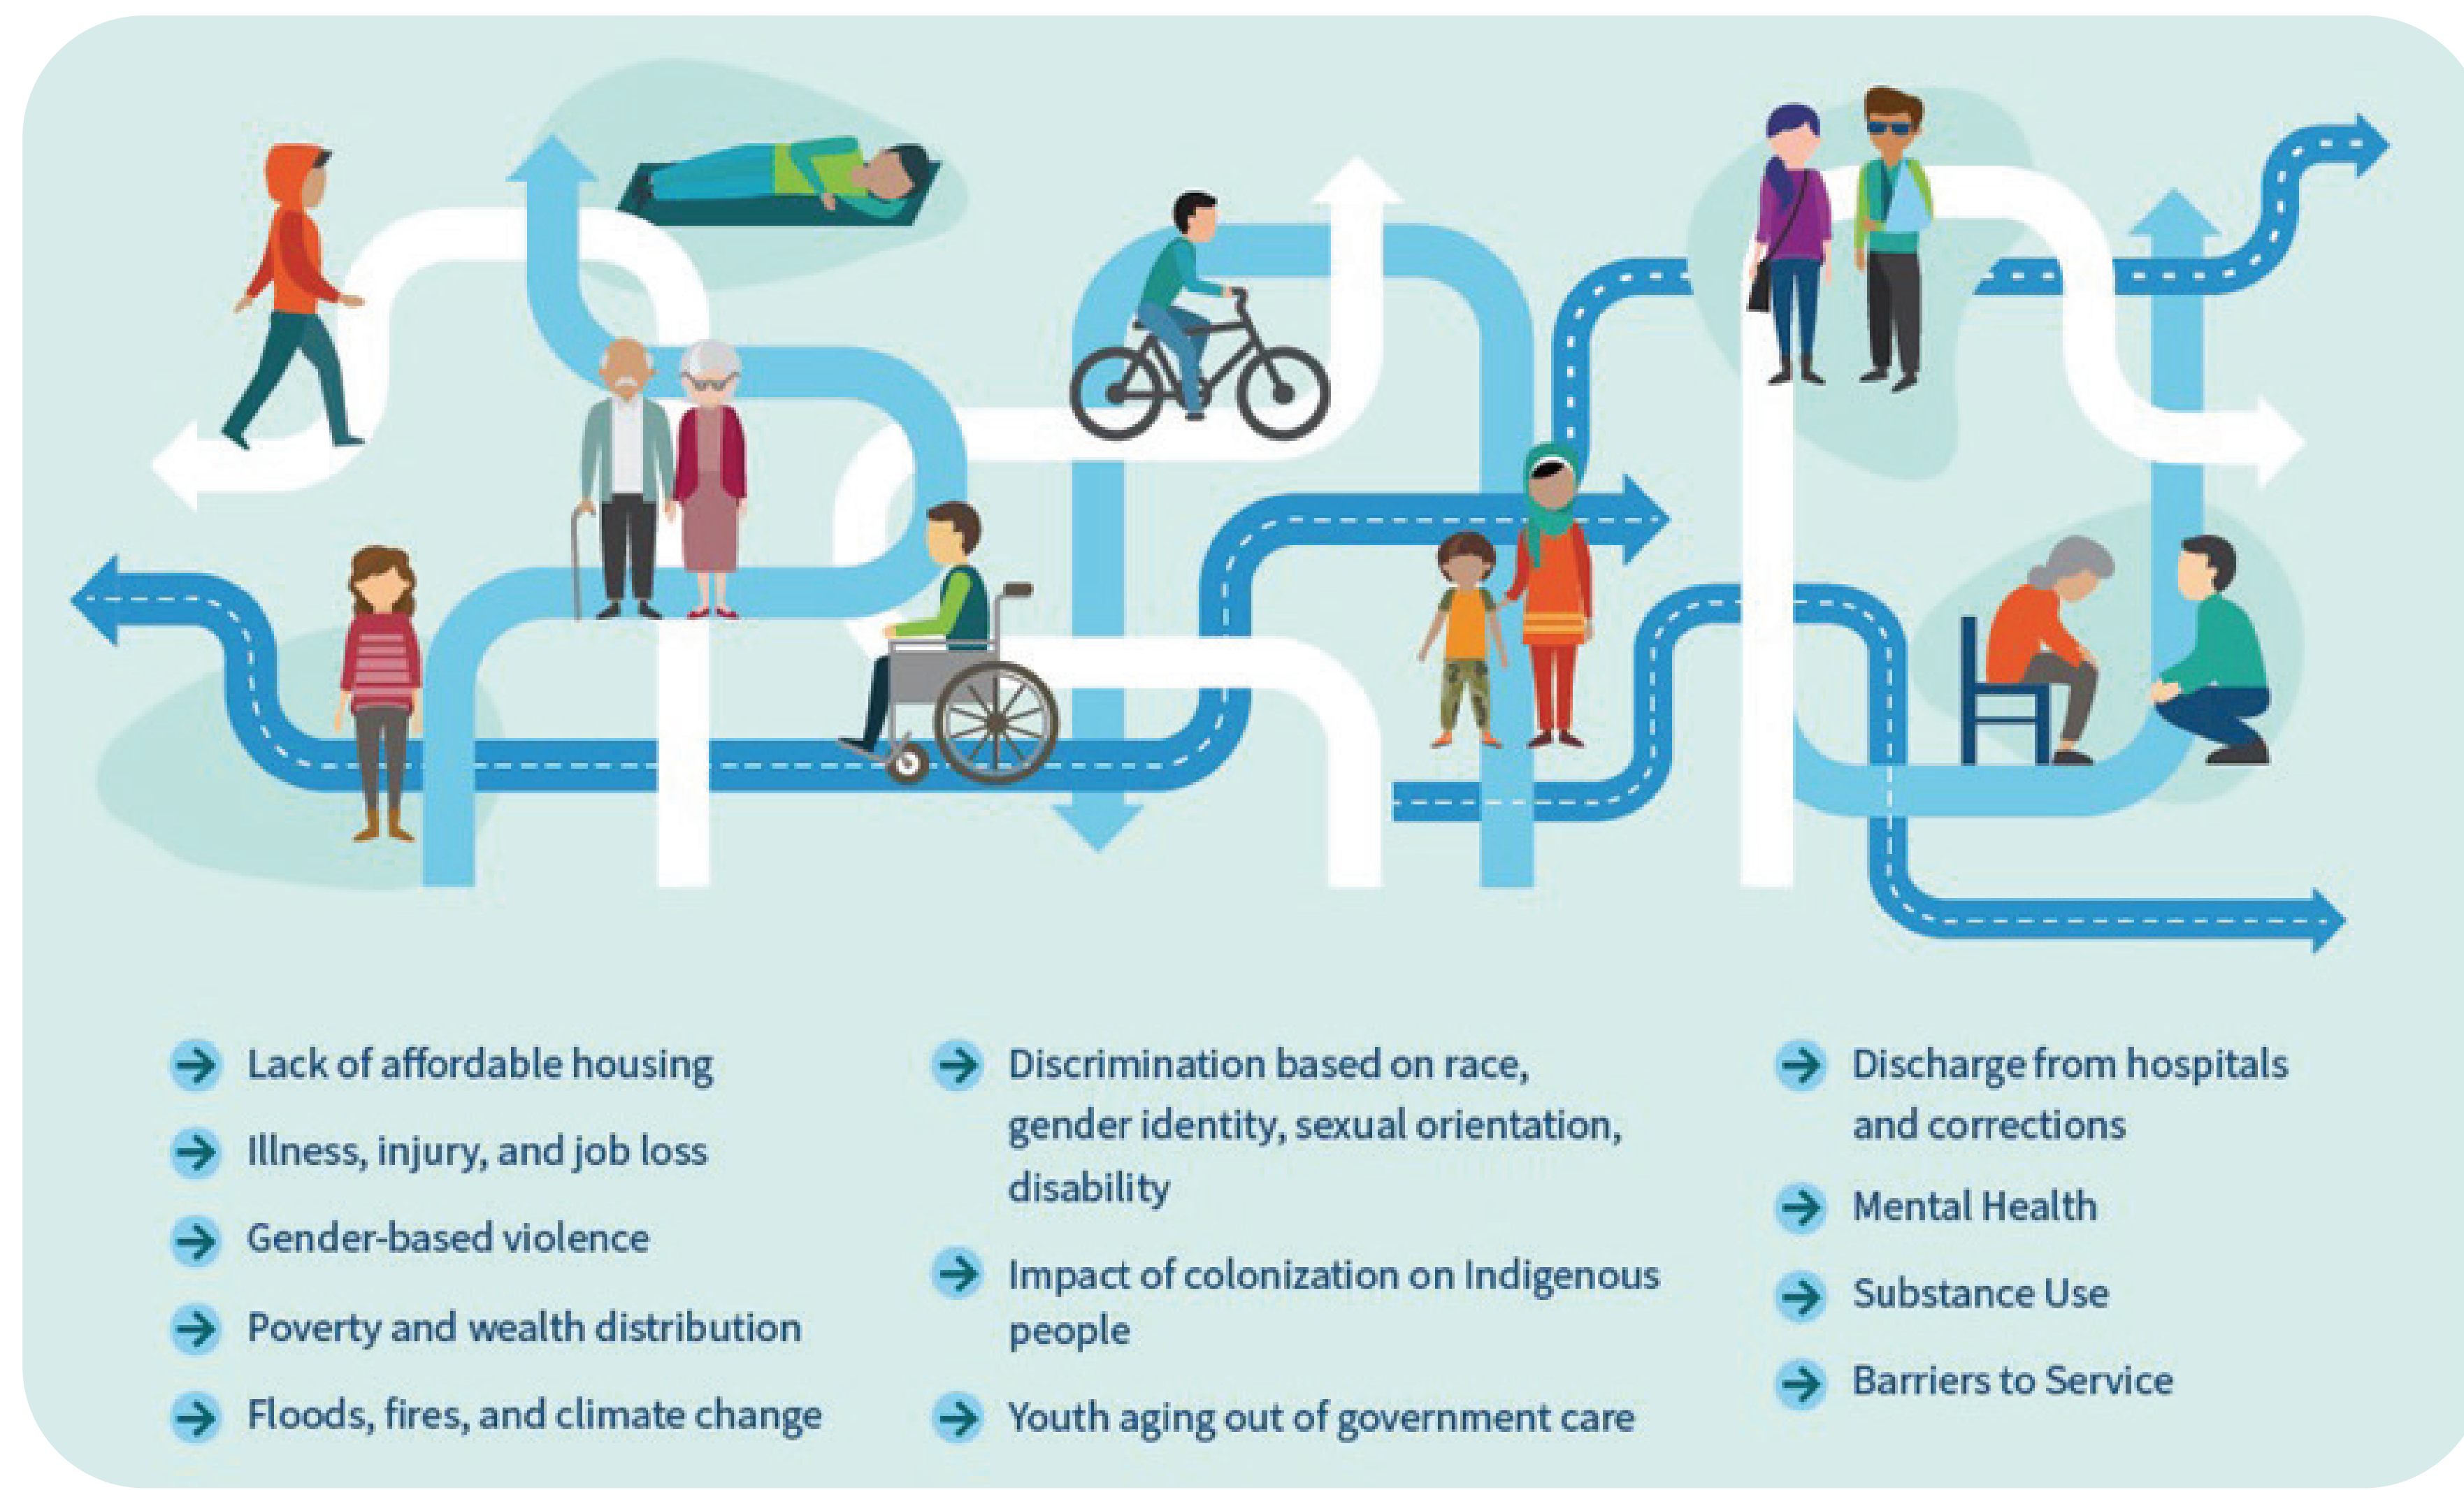 Lack of affordable housing
Illness, injury, and job loss
Gender-based violence
Poverty and wealth distribution
Floods, fires, and climate change
Discrimination based on race,
gender identity, sexual orientation,
disability
Impact of colonization on Indigenous
people
Youth aging out of government care
Discharge from hospitals
and corrections
Mental Health
Substance Use
Barriers to Service